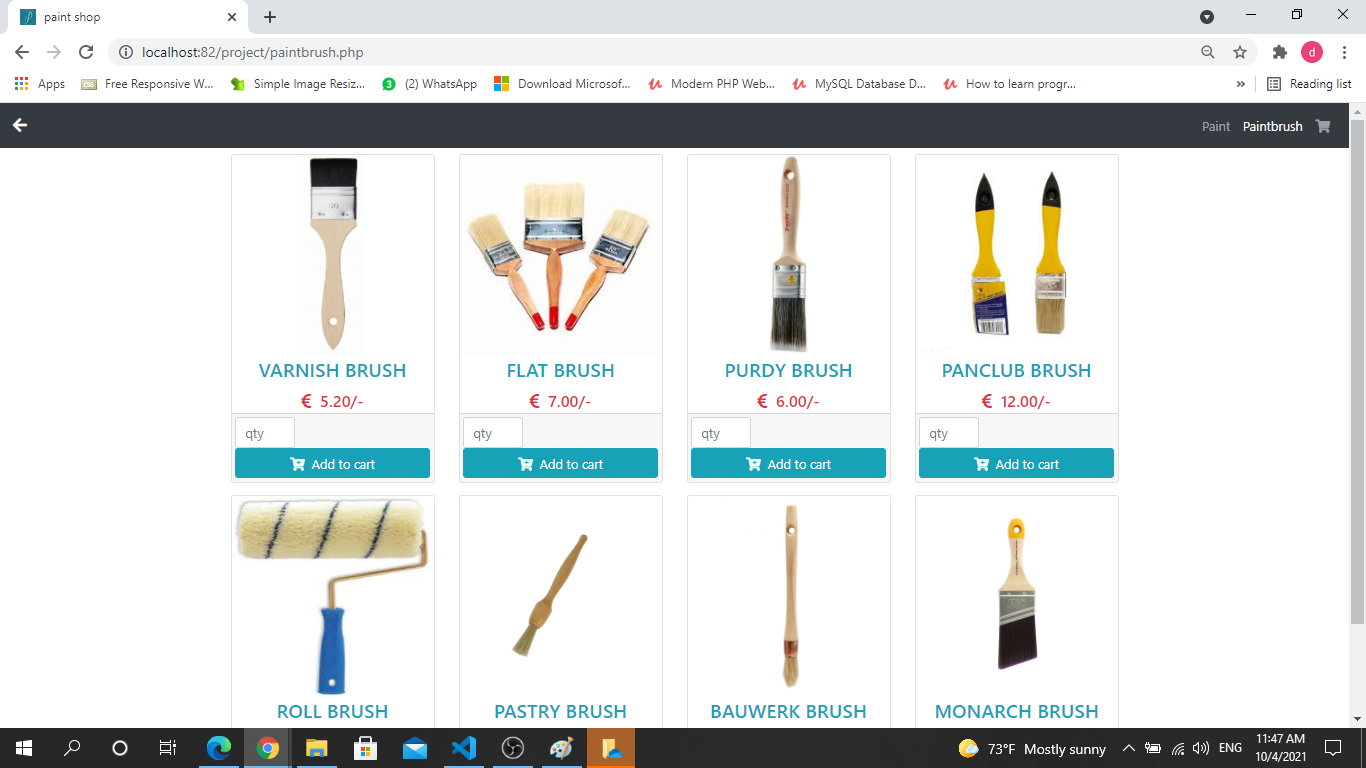 paint shop
localhost:82/project/paintbrush.php
d
Apps
Free Responsive W...
Simple Image Resiz...
(2) WhatsApp
Download Microsof...
Modern PHP Web...
MySQL Database D...
How to learn progr...
»
Reading list
Paint Paintbrush
VARNISH BRUSH
FLAT BRUSH
PURDY BRUSH
PANCLUB BRUSH
€ 5.20/-
€ 7.00/-
€ 6.00/-
€ 12.00/-
qty
qty
qty
qty
Add to cart
Add to cart
Add to cart
Add to cart
ROLL BRUSH
PASTRY BRUSH
BAUWERK BRUSH
MONARCH BRUSH
73°F Mostly sunny
ENG
11:47 AM
10/4/2021